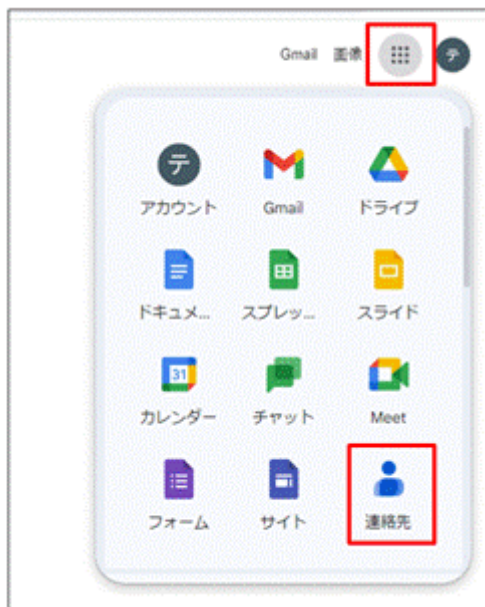 Gmail 画像 テ
テ
アカウント Gmail ドライブ
ドキュメ... スプレッ... スライド
31
カレンダー チャット Meet
フォーム サイト 連絡先